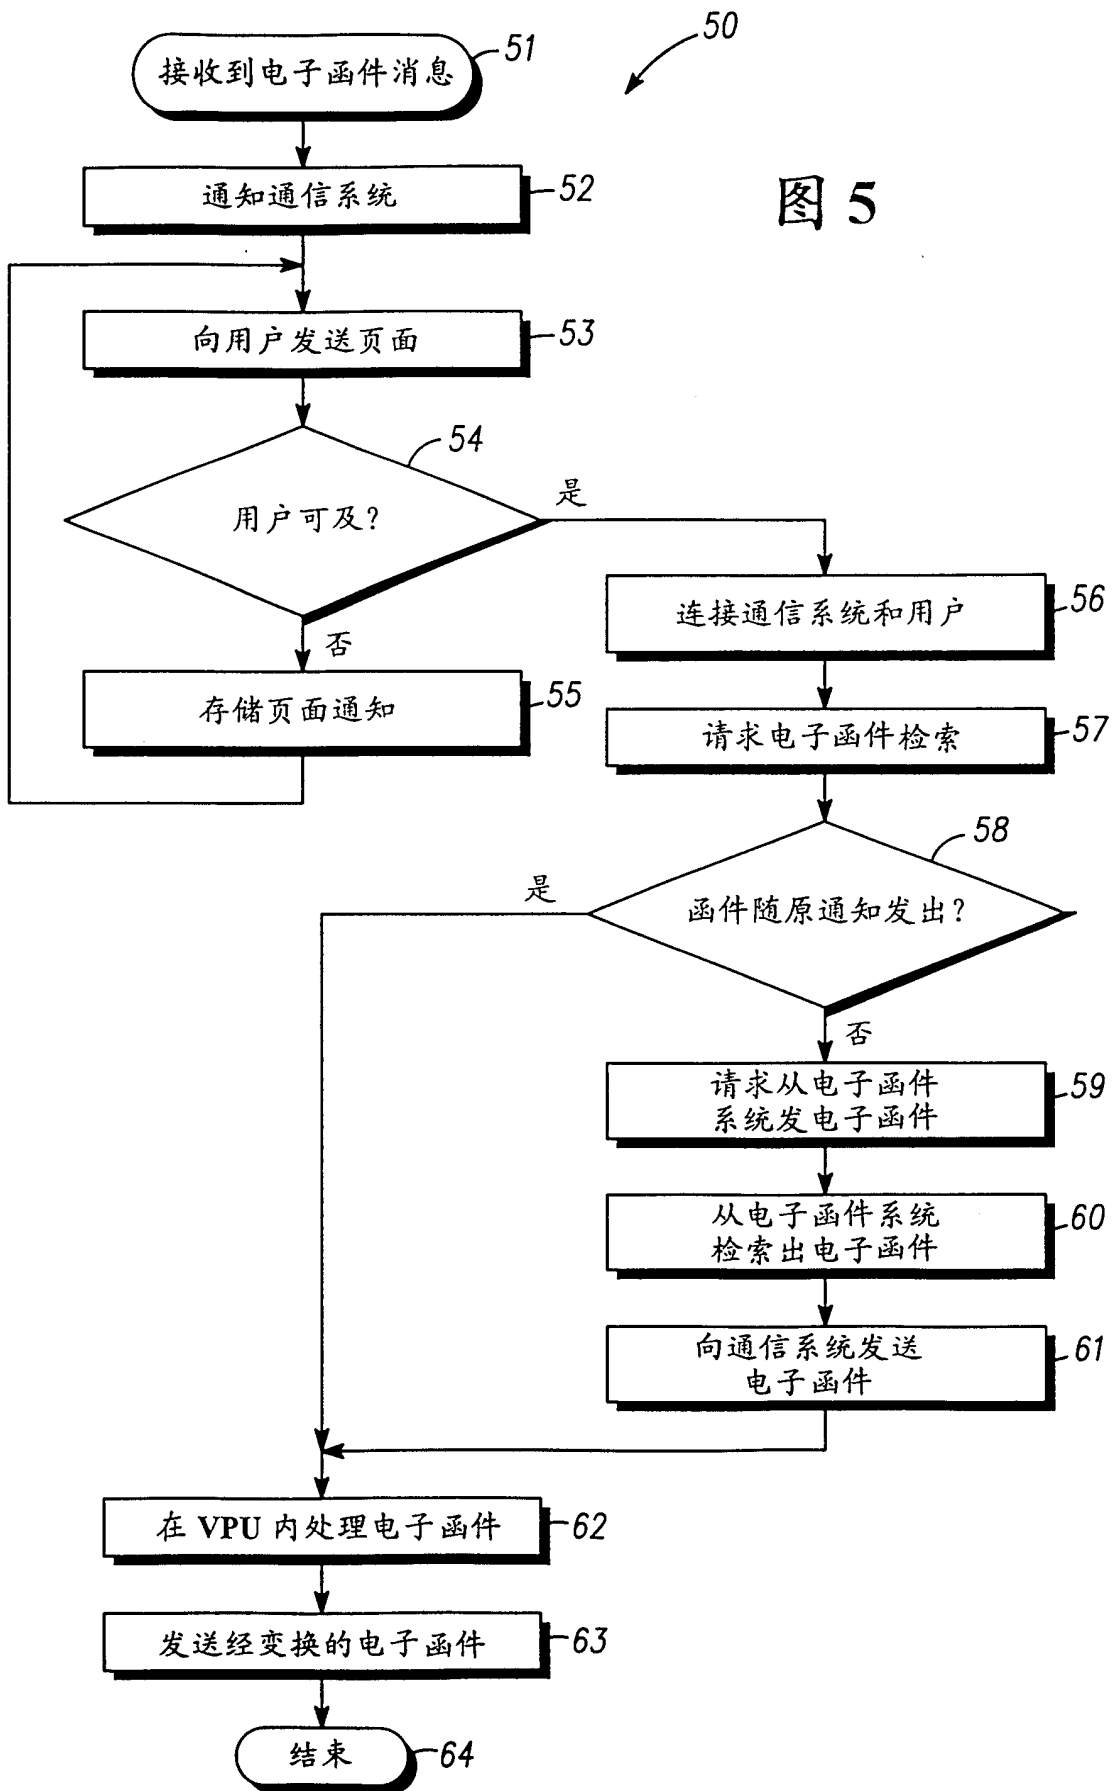 50
接收到电子函件消息
51
通知通信系统
52
图 5
向用户发送页面
53
54
用户可及?
是
否
存储页面通知
55
连接通信系统和用户
56
请求电子函件检索
57
58
函件随原通知发出?
是
否
请求从电子函件
系统发电子函件
59
从电子函件系统
检索出电子函件
60
向通信系统发送
电子函件
61
在 VPU 内处理电子函件
62
发送经变换的电子函件
63
结束
64